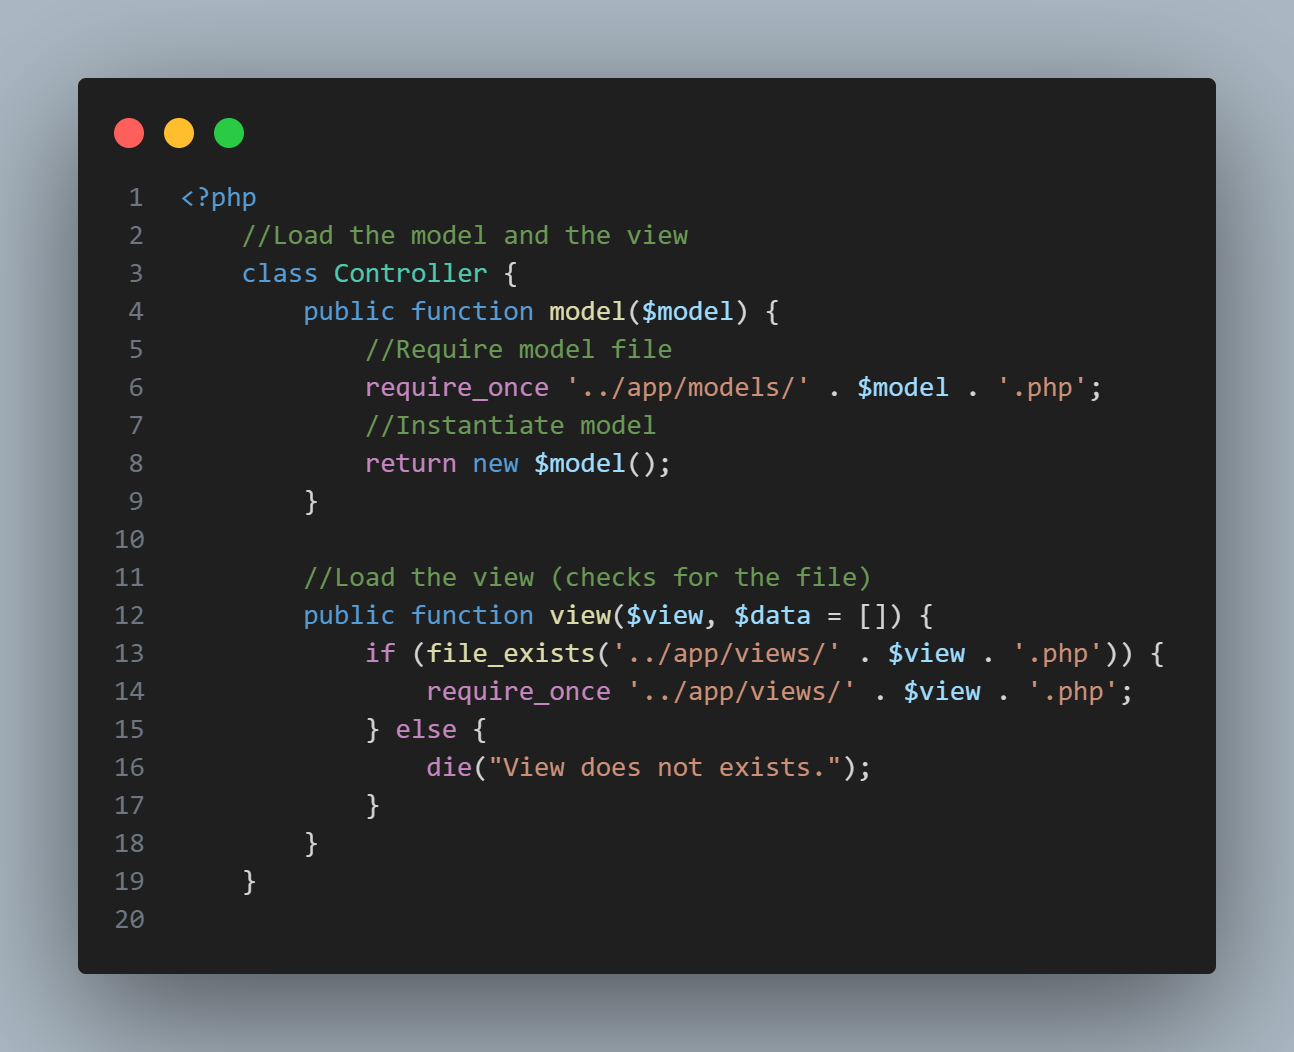 1 <?php
2     //Load the model and the view
3     class Controller {
4         public function model($model) {
5             //Require model file
6             require_once '../app/models/' . $model . '.php';
7             //Instantiate model
8             return new $model();
9         }
10
11         //Load the view (checks for the file)
12         public function view($view, $data = []) {
13             if (file_exists('../app/views/' . $view . '.php')) {
14                 require_once '../app/views/' . $view . '.php';
15             } else {
16                 die("View does not exists.");
17             }
18         }
19     }
20